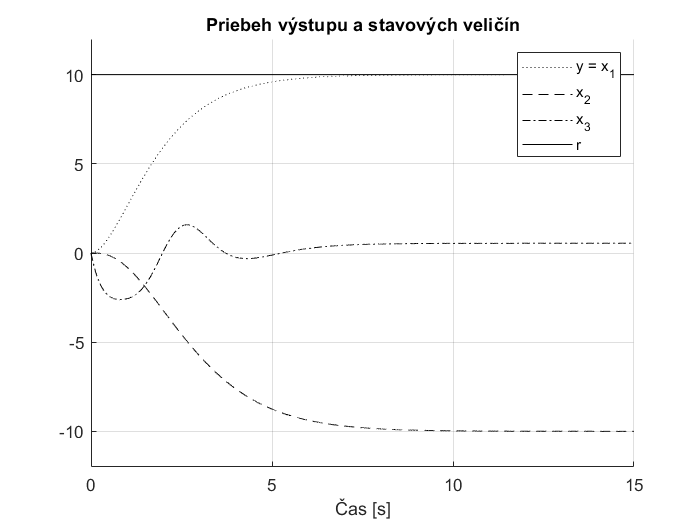 Priebeh výstupu a stavových veličín
10
5
0
-5
-10
0 5 10 15
Čas [s]
y = x₁
x₂
x₃
r